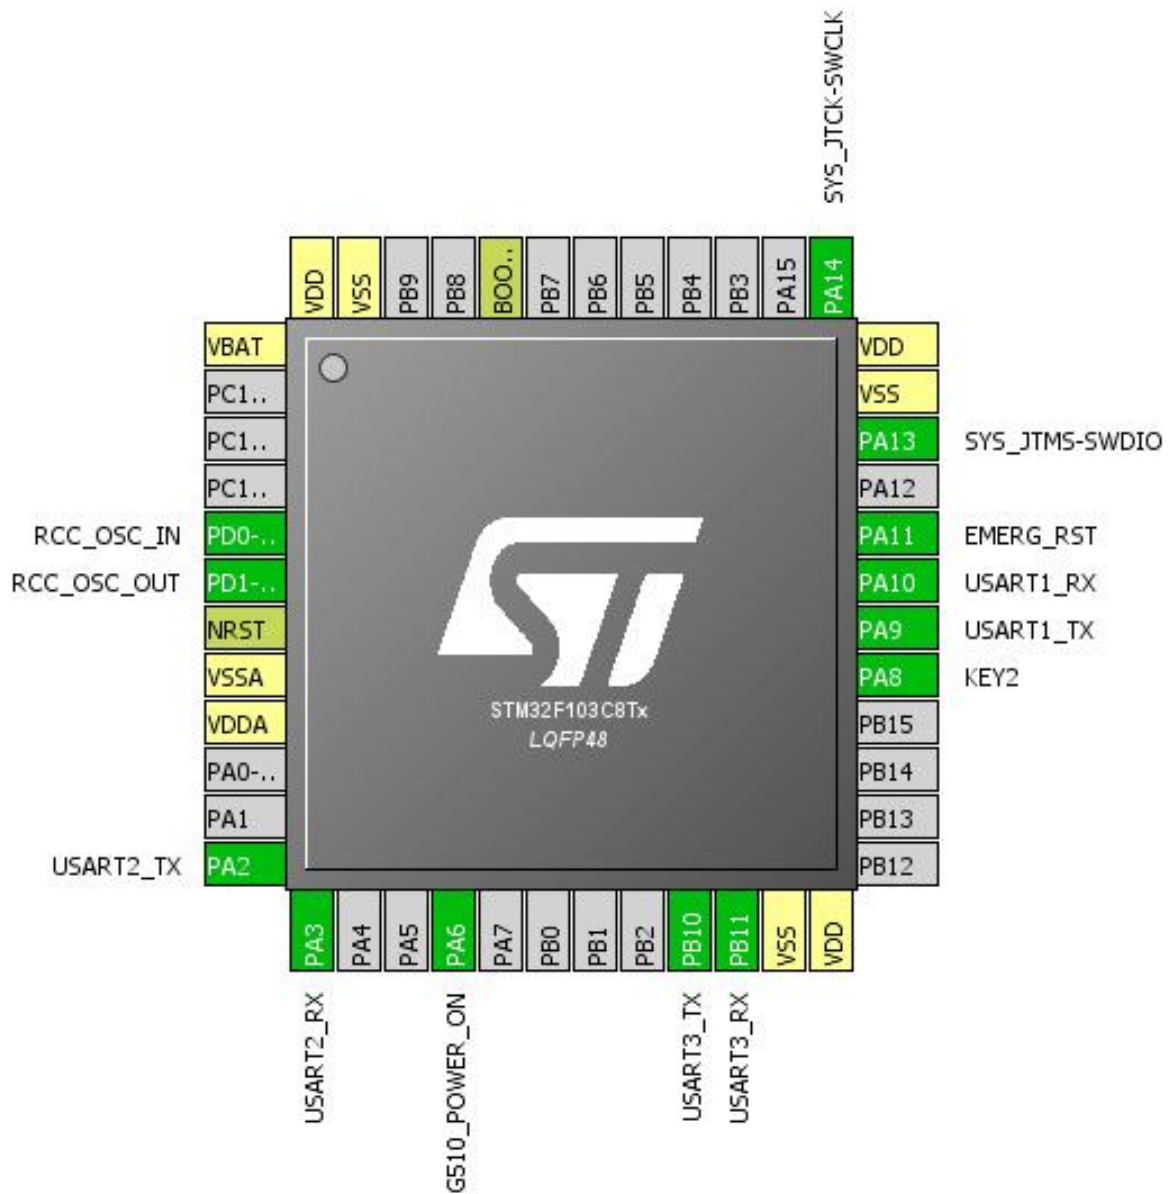 SYS_JTCK-SWCLK
VDD
VSS
PB9
PB8
BOO..
PB7
PB6
PB5
PB4
PB3
PA15
PA14
VBAT
PC1..
PC1..
PC1..
RCC_OSC_IN PD0-..
RCC_OSC_OUT PD1-..
NRST
VSSA
VDDA
PA0-..
PA1
USART2_TX PA2
VDD
VSS
PA13 SYS_JTMS-SWDIO
PA12
PA11 EMERG_RST
PA10 USART1_RX
PA9 USART1_TX
PA8 KEY2
PB15
PB14
PB13
PB12
ST
STM32F103C8Tx
LQFP48
PA3
PA4
PA5
PA6
PA7
PB0
PB1
PB2
PB10
PB11
VSS
VDD
USART2_RX
G510_POWER_ON
USART3_TX
USART3_RX